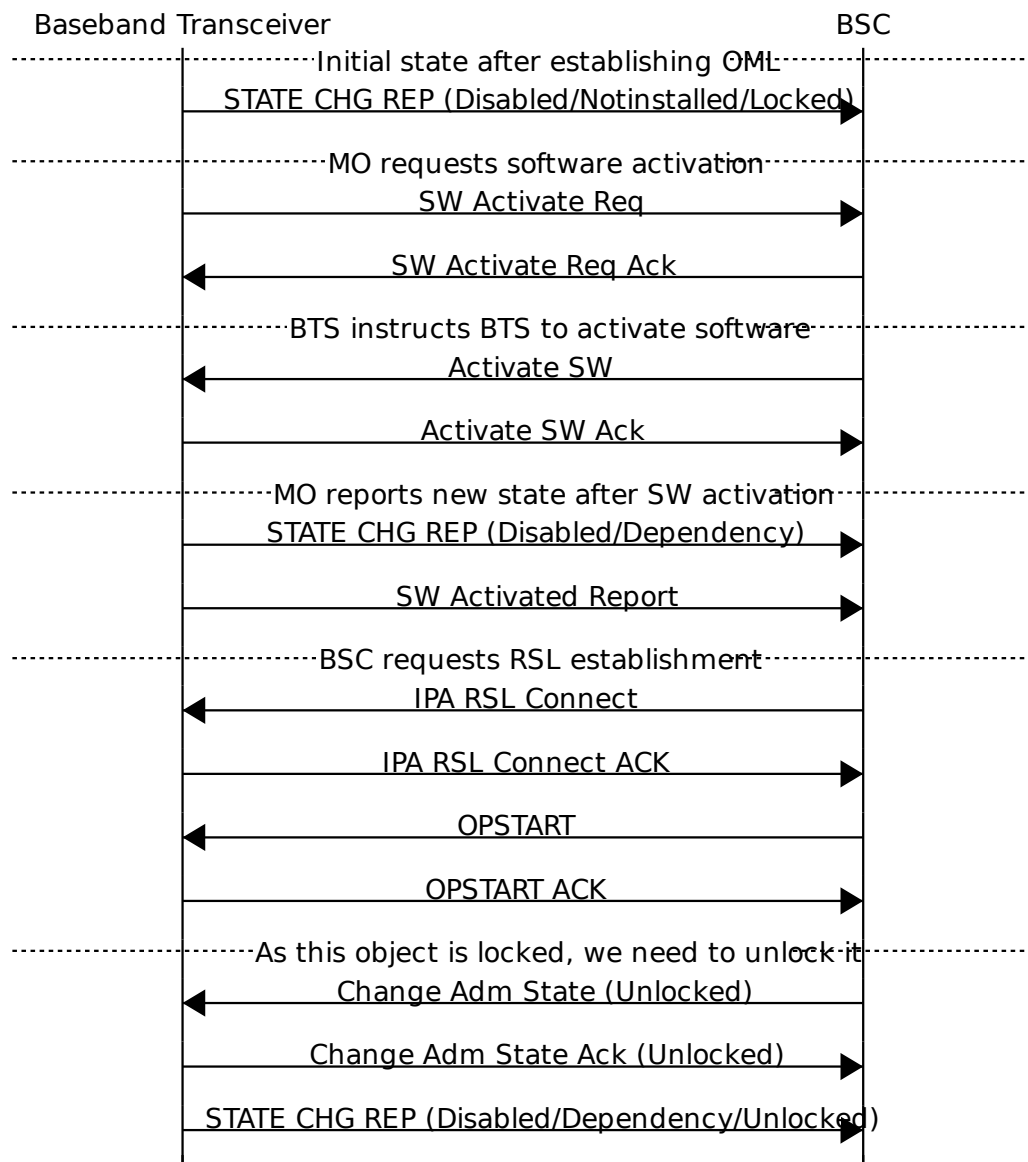 Baseband Transceiver BSC
Initial state after establishing OML
STATE CHG REP (Disabled/Notinstalled/Locked)
MO requests software activation
SW Activate Req
SW Activate Req Ack
BTS instructs BTS to activate software
Activate SW
Activate SW Ack
MO reports new state after SW activation
STATE CHG REP (Disabled/Dependency)
SW Activated Report
BSC requests RSL establishment
IPA RSL Connect
IPA RSL Connect ACK
OPSTART
OPSTART ACK
As this object is locked, we need to unlock it
Change Adm State (Unlocked)
Change Adm State Ack (Unlocked)
STATE CHG REP (Disabled/Dependency/Unlocked)